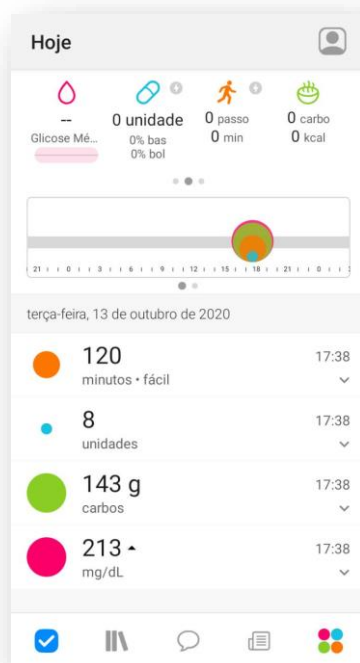 Hoje
--
Glicose Mé...
0 unidade
0% bas
0% bol
0 passo
0 min
0 carbo
0 kcal
21 0 3 6 9 12 15 18 21 0 3
terça-feira, 13 de outubro de 2020
120 17:38
minutos • fácil
8 17:38
unidades
143 g 17:38
carbos
213 17:38
mg/dL